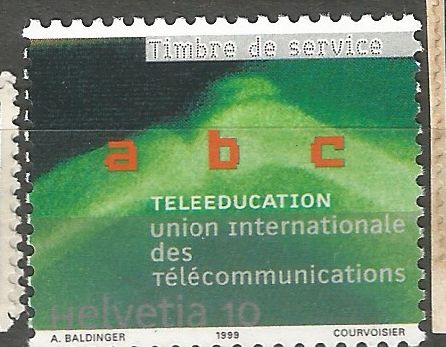 Timbre de service
a b c
TELEEDUCATION
union internationale
des
télécommunications
Helvetia 10
A. BALDINGER 1999 COURVOISIER